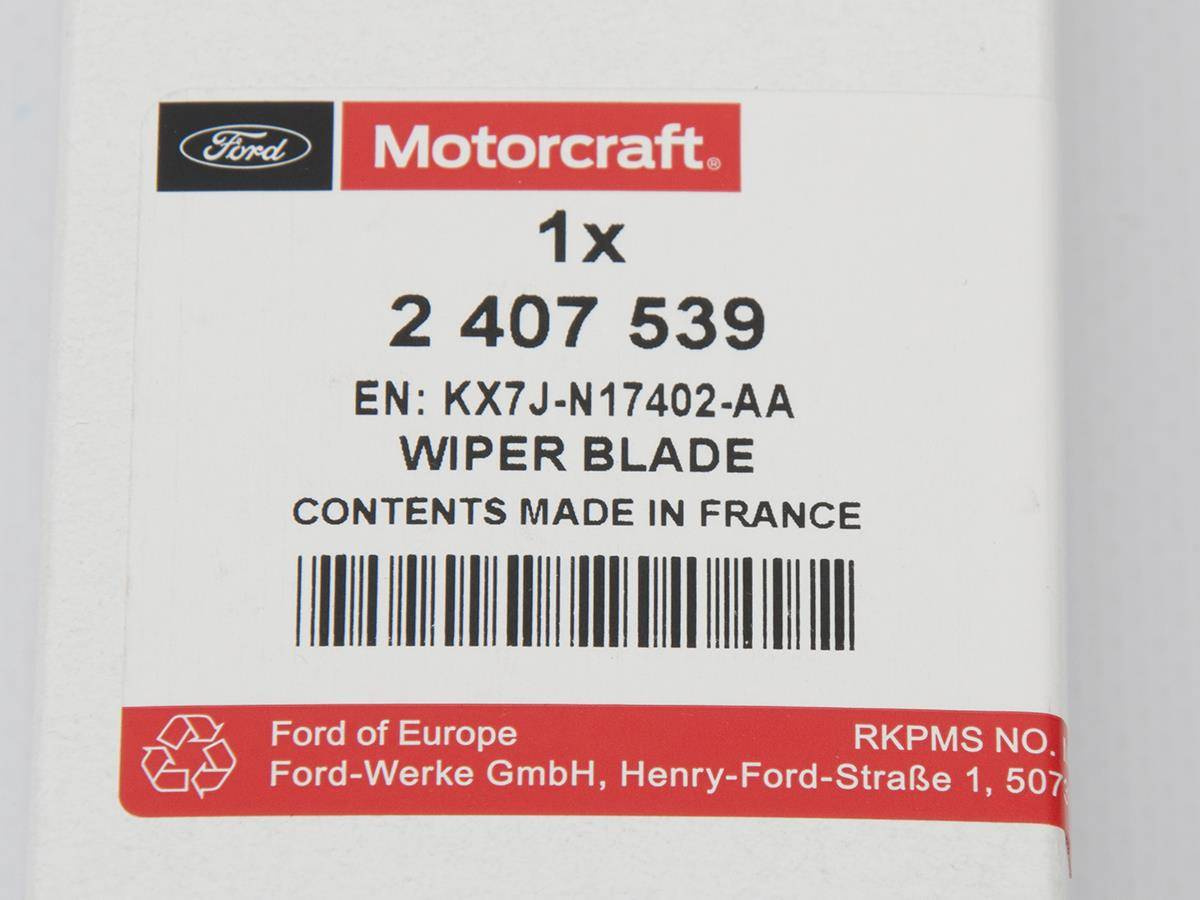 Ford Motorcraft®
1x
2 407 539
EN: KX7J-N17402-AA
WIPER BLADE
CONTENTS MADE IN FRANCE
Ford of Europe RKPMS NO.
Ford-Werke GmbH, Henry-Ford-Straße 1, 507